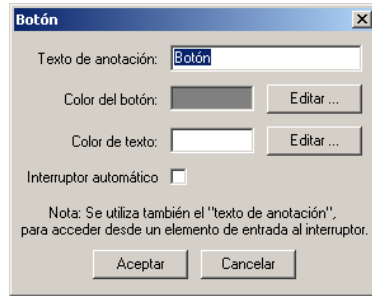 Botón
Texto de anotación: Botón
Color del botón: Editar ...
Color de texto: Editar ...
Interruptor automático
Nota: Se utiliza también el "texto de anotación",
para acceder desde un elemento de entrada al interruptor.
Aceptar Cancelar